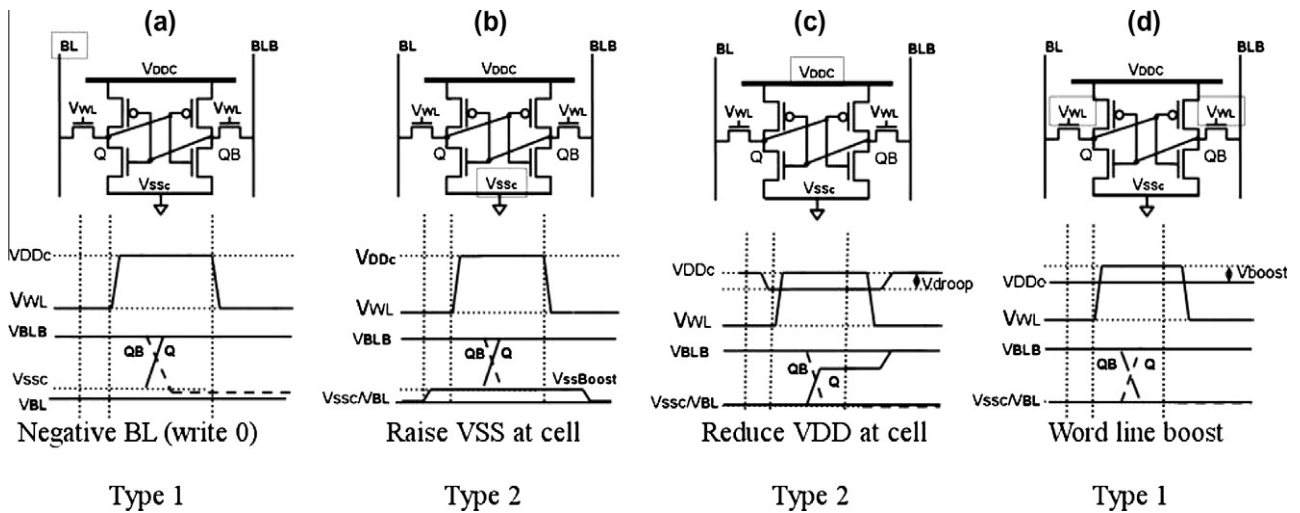 (a)
BL
BLB
VDDC
VWL
VWL
Q
QB
VSSc
VDDc
VWL
VBLB
QB
Q
Vssc
VBL
Negative BL (write 0)
Type 1
(b)
BL
BLB
VDDC
VWL
VWL
Q
QB
VSSc
VDDc
VWL
VBLB
QB
Q
VssBoost
Vssc/VBL
Raise VSS at cell
Type 2
(c)
BL
BLB
VDDC
VWL
VWL
Q
QB
VSSc
VDDc
Vdroop
VWL
VBLB
QB
Q
Vssc/VBL
Reduce VDD at cell
Type 2
(d)
BL
BLB
VDDC
VWL
VWL
Q
QB
VSSc
VDDc
Vboost
VWL
VBLB
QB
Q
Vssc/VBL
Word line boost
Type 1